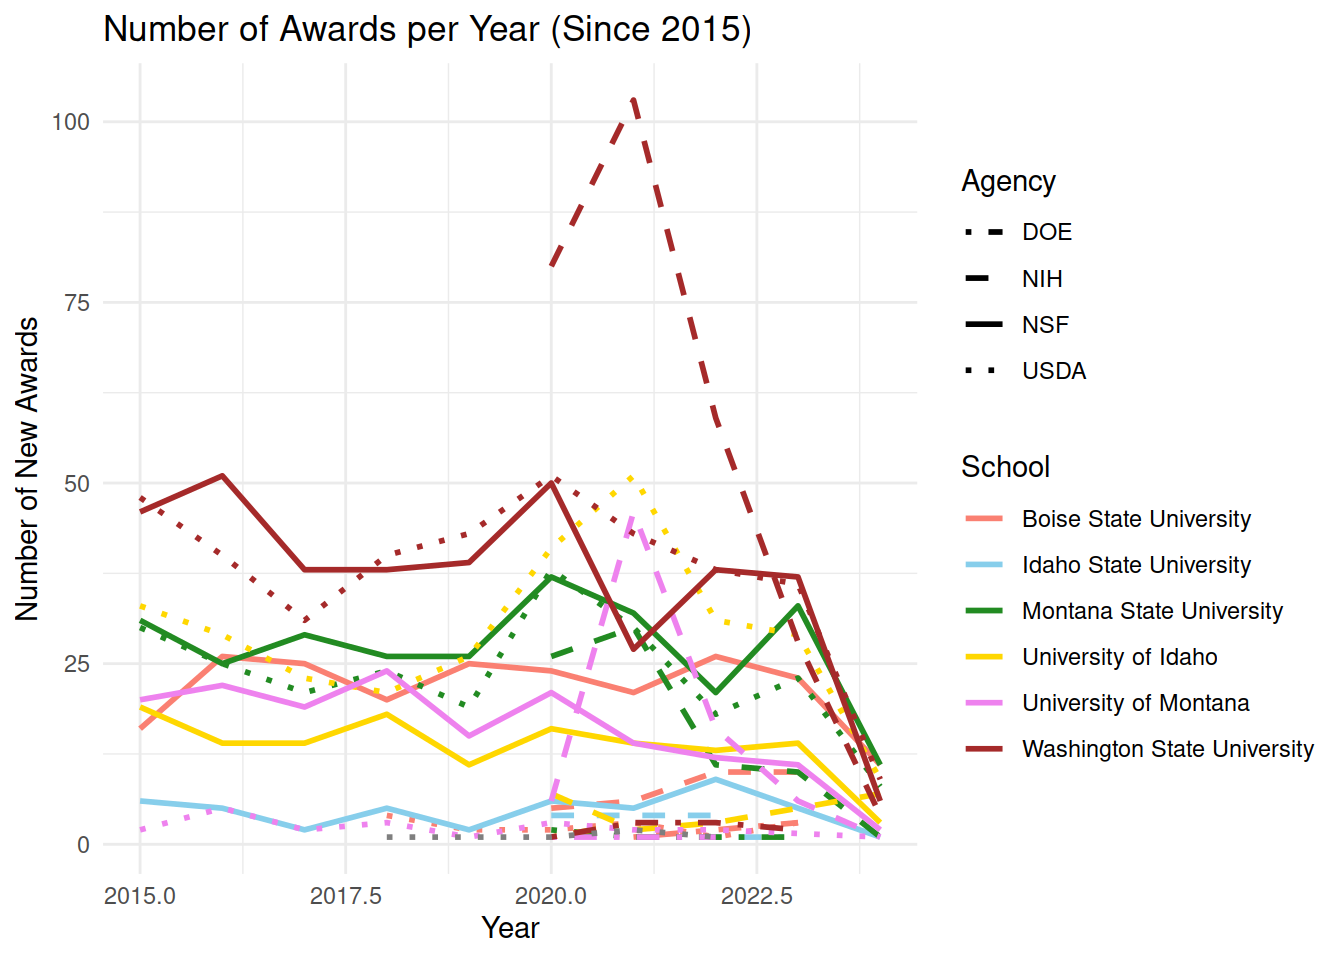 Number of Awards per Year (Since 2015)
100
75
50
25
0
Number of New Awards
2015.0
2017.5
2020.0
2022.5
Year
Agency
DOE
NIH
NSF
USDA
School
Boise State University
Idaho State University
Montana State University
University of Idaho
University of Montana
Washington State University